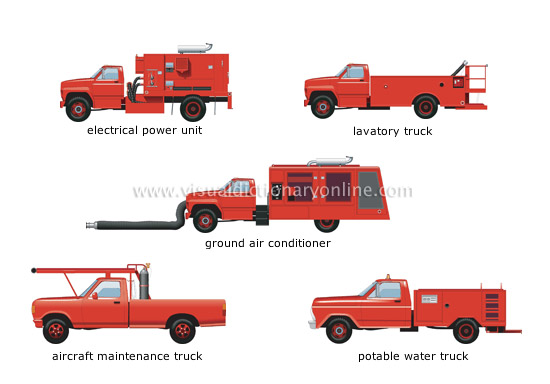 electrical power unit
lavatory truck
www.visualdictionaryonline.com
ground air conditioner
aircraft maintenance truck
potable water truck